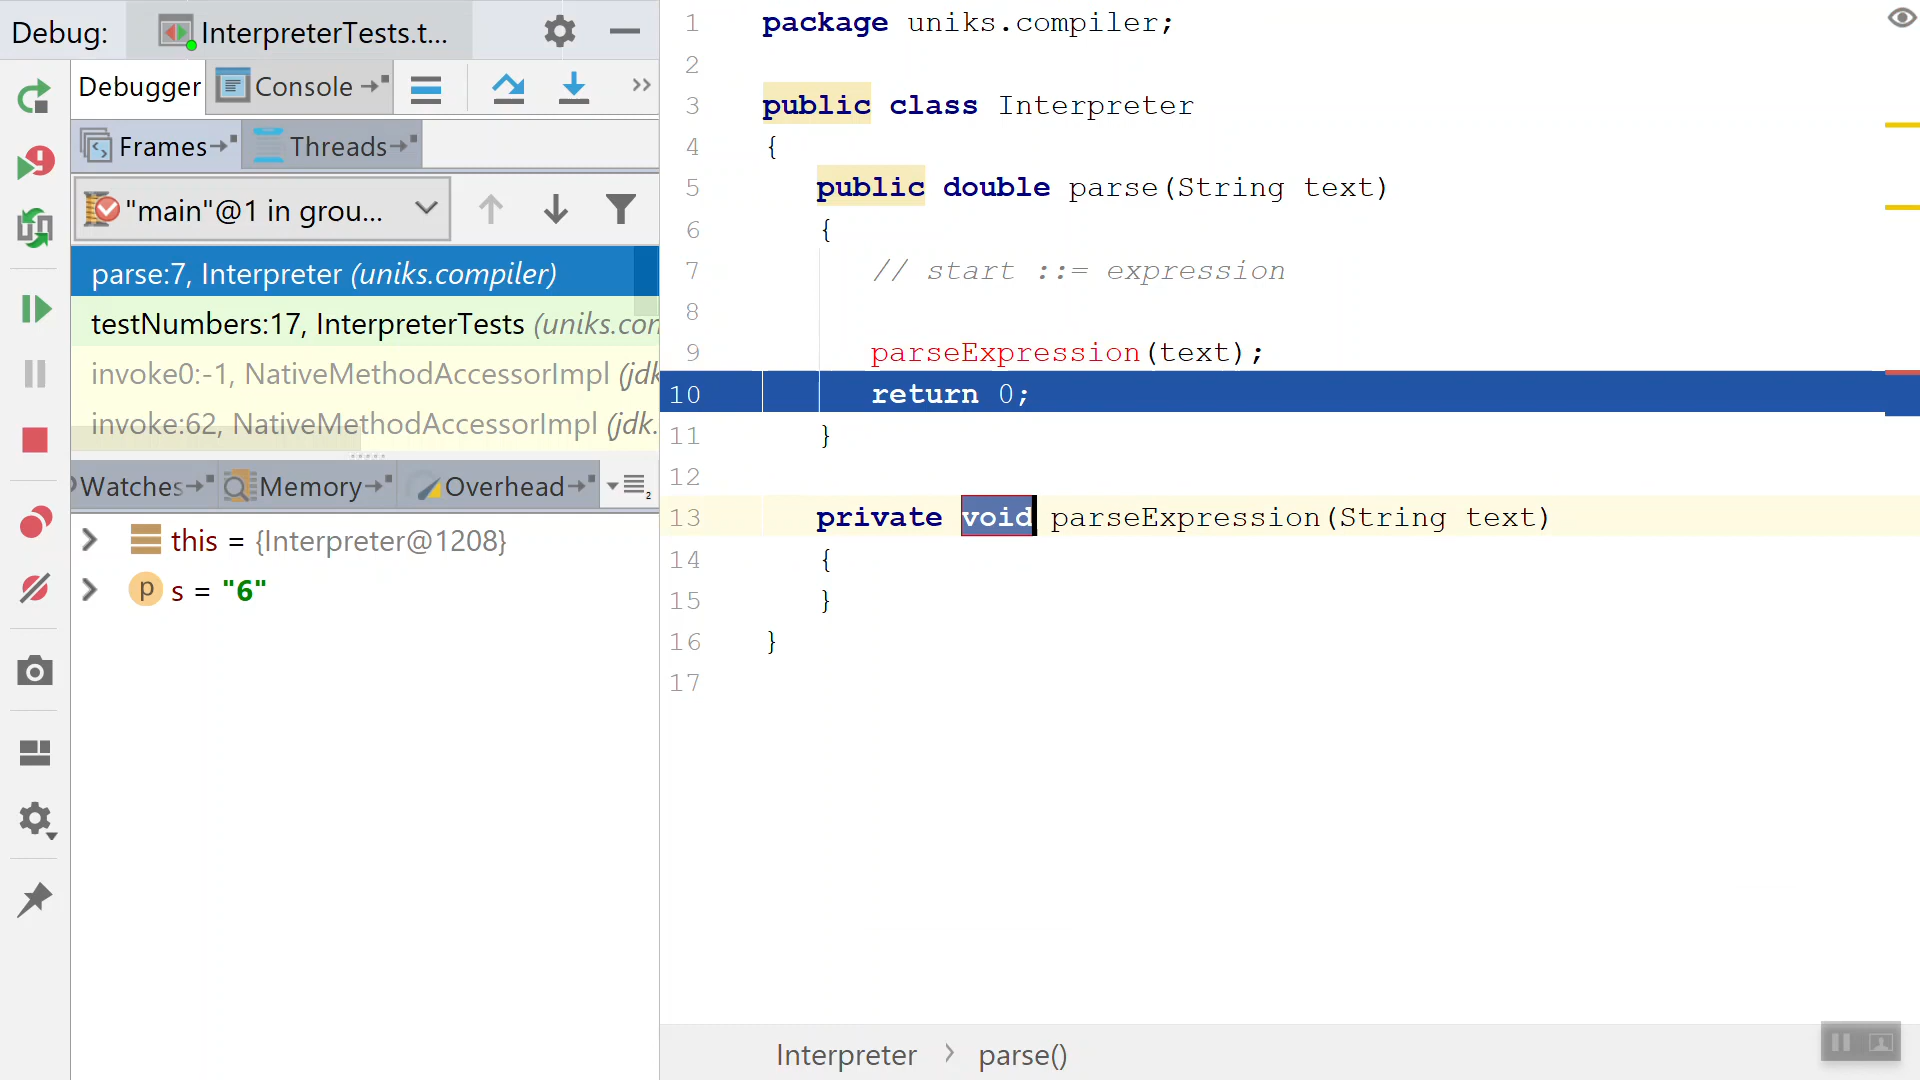 Debug: InterpreterTests.t...
Debugger Console
Frames Threads
"main"@1 in grou...
parse:7, Interpreter (uniks.compiler)
testNumbers:17, InterpreterTests (uniks.con
invoke0:-1, NativeMethodAccessorImpl (jdk
invoke:62, NativeMethodAccessorImpl (jdk.
Watches Memory Overhead 2
this = {Interpreter@1208}
p s = "6"
1 package uniks.compiler;
2
3 public class Interpreter
4 {
5 public double parse(String text)
6 {
7 // start ::= expression
8
9 parseExpression(text);
10 return 0;
11 }
12
13 private void parseExpression(String text)
14 {
15 }
16 }
17
Interpreter > parse()